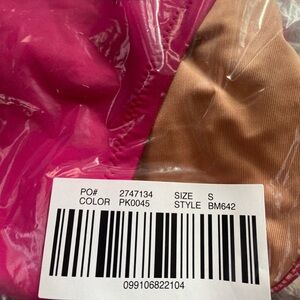 PO# 2747134 SIZE S
COLOR PK0045 STYLE BM642
099106822104